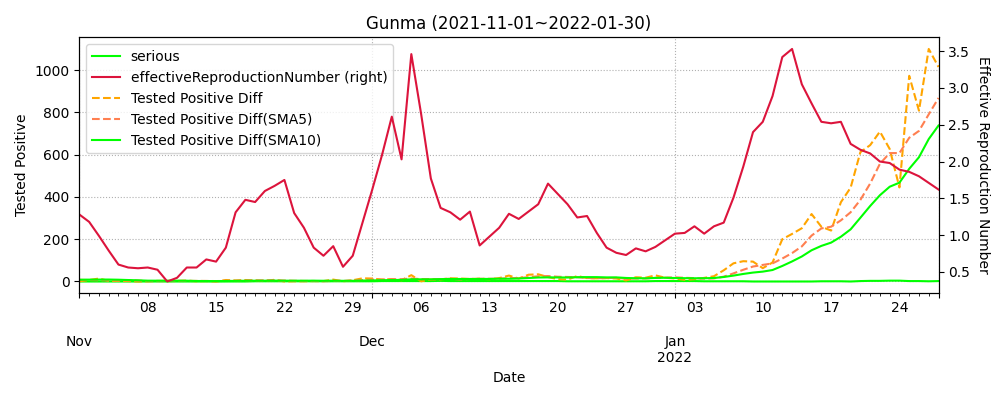 Gunma (2021-11-01~2022-01-30)
serious
effectiveReproductionNumber (right)
Tested Positive Diff
Tested Positive Diff(SMA5)
Tested Positive Diff(SMA10)
Tested Positive
1000
800
600
400
200
0
3.5
3.0
2.5
2.0
1.5
1.0
0.5
Effective Reproduction Number
08 15 22 29 06 13 20 27 03 10 17 24
Nov Dec Jan
2022
Date